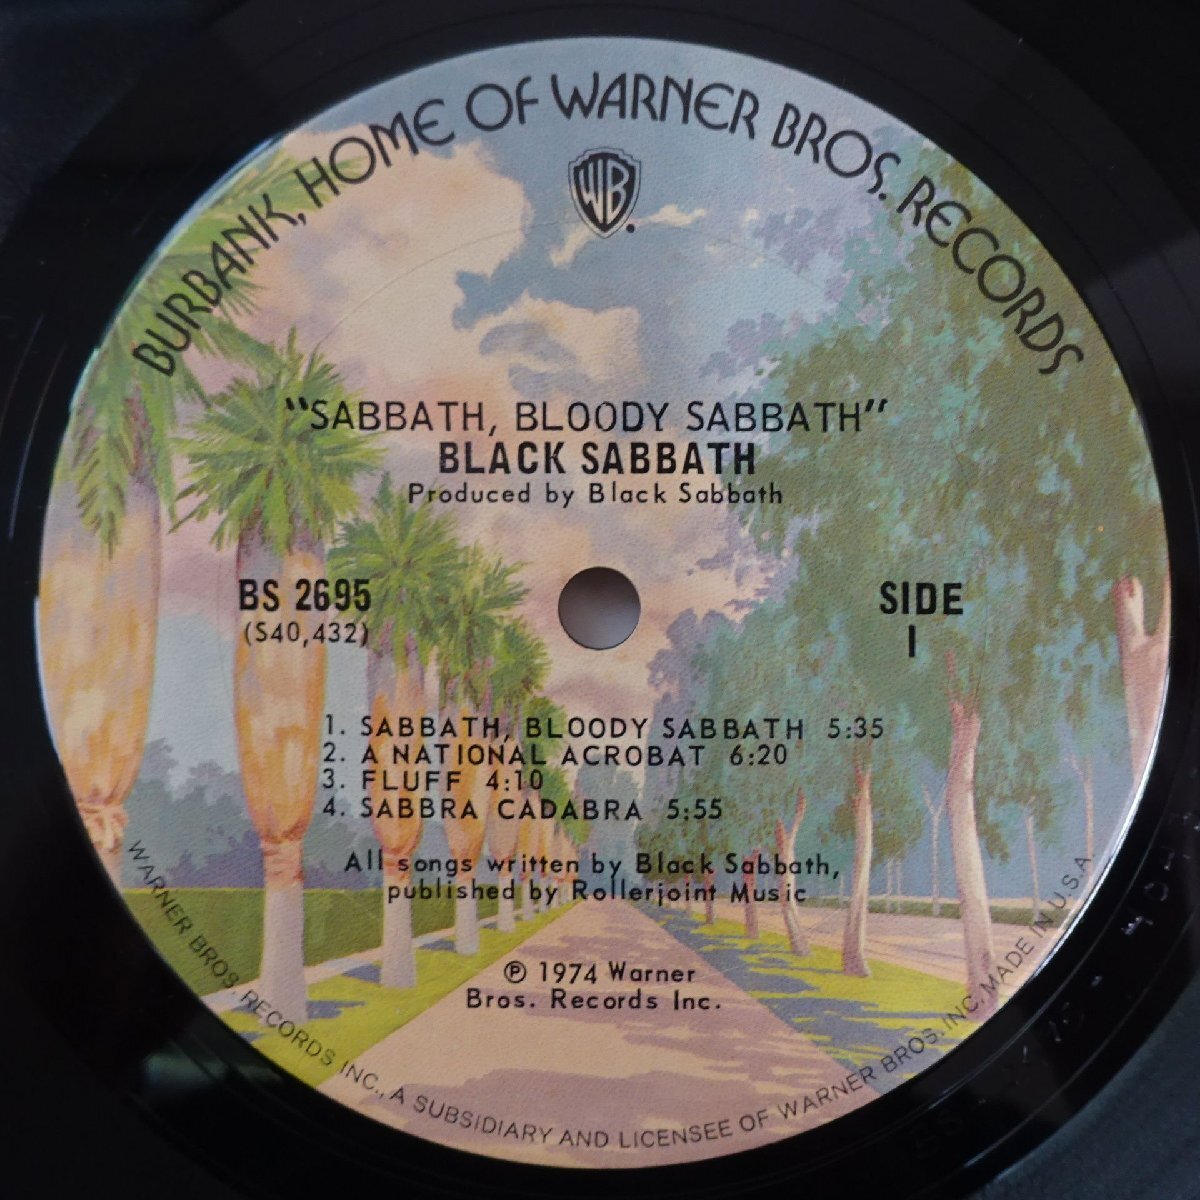 BURBANK, HOME OF WARNER BROS. RECORDS
WB
"SABBATH, BLOODY SABBATH"
BLACK SABBATH
Produced by Black Sabbath
BS 2695
(S40,432)
SIDE
1
1. SABBATH, BLOODY SABBATH 5:35
2. A NATIONAL ACROBAT 6:20
3. FLUFF 4:10
4. SABBRA CADABRA 5:55
All songs written by Black Sabbath,
published by Rollerjoint Music
℗ 1974 Warner
Bros. Records Inc.
WARNER BROS. RECORDS INC., A SUBSIDIARY AND LICENSEE OF WARNER BROS. INC. MADE IN U.S.A.